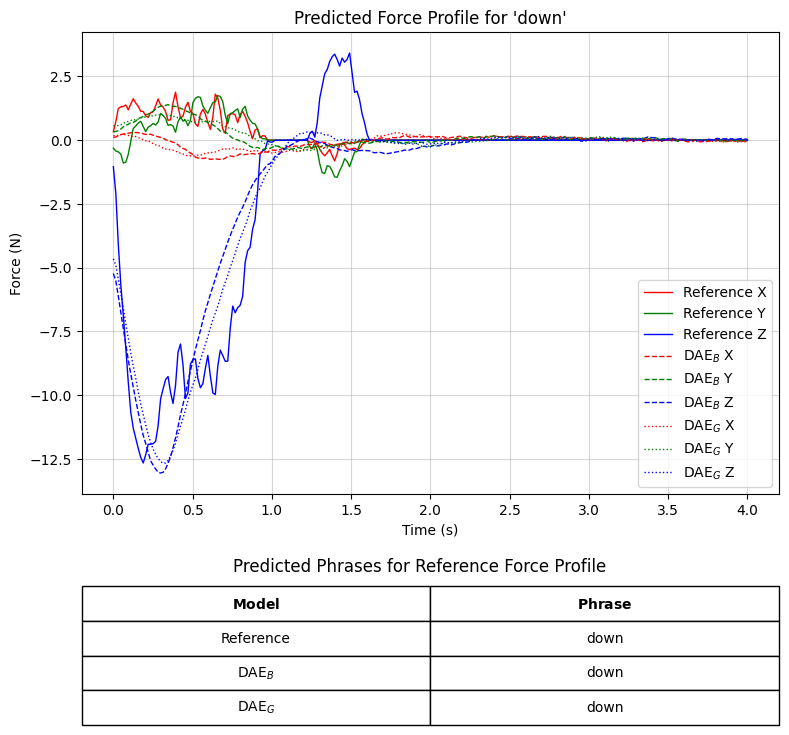 Predicted Force Profile for 'down'
2.5
0.0
−2.5
−5.0
−7.5
−10.0
−12.5
Force (N)
Reference X
Reference Y
Reference Z
DAE_B X
DAE_B Y
DAE_B Z
DAE_G X
DAE_G Y
DAE_G Z
0.0 0.5 1.0 1.5 2.0 2.5 3.0 3.5 4.0
Time (s)
Predicted Phrases for Reference Force Profile
Model Phrase
Reference down
DAE_B down
DAE_G down